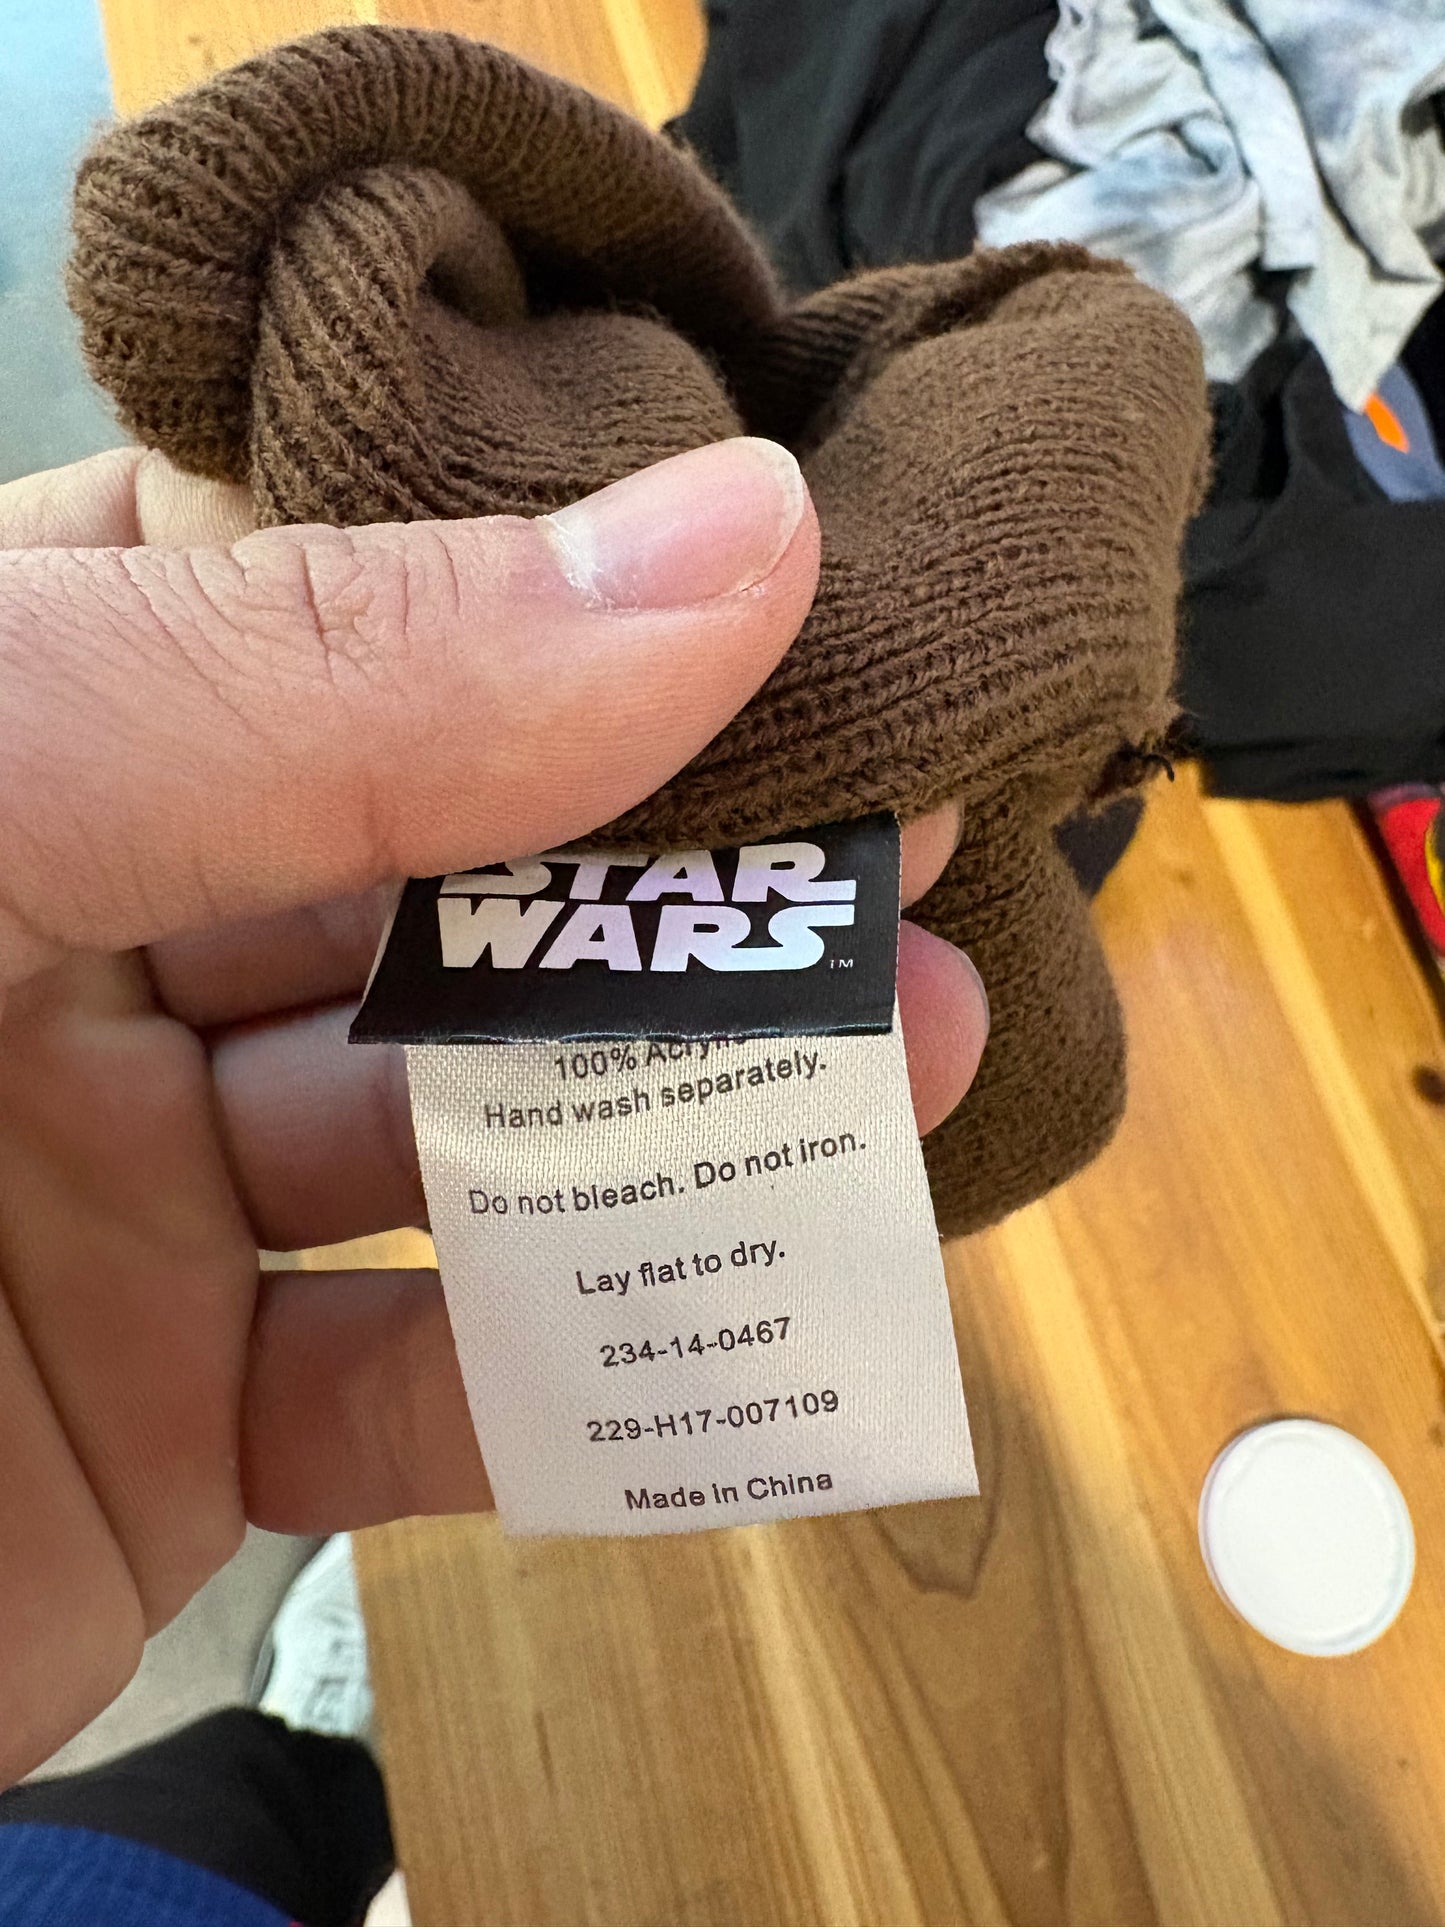 STAR
WARS
TM
100% Acrylic
Hand wash separately.
Do not bleach. Do not iron.
Lay flat to dry.
234-14-0467
229-H17-007109
Made in China